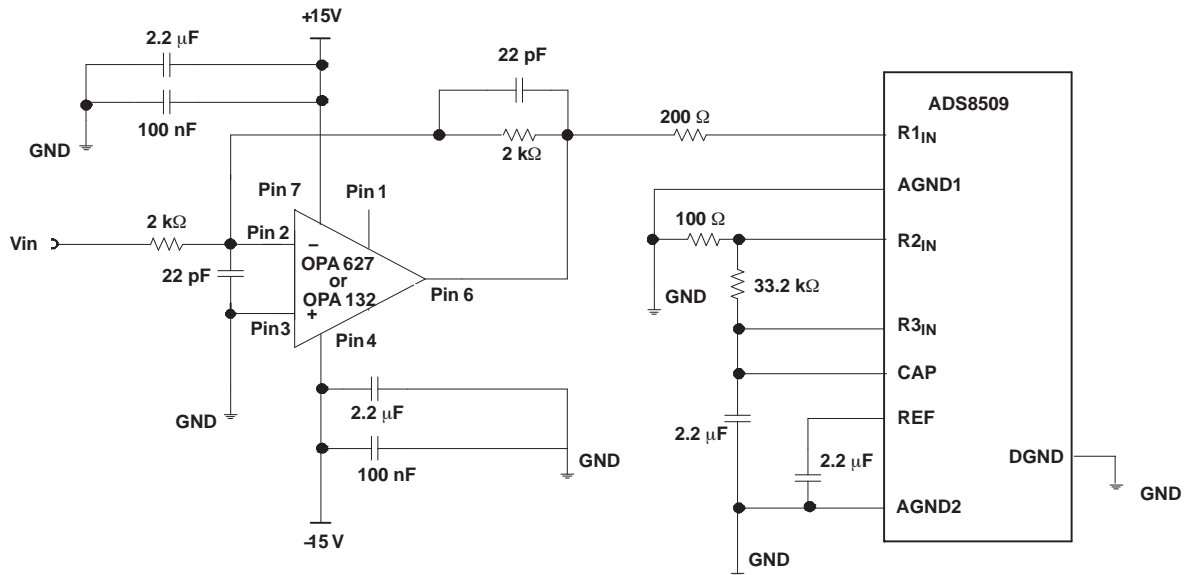 +15V
2.2 μF
22 pF
100 nF
GND
ADS8509
200 Ω
R1IN
2 kΩ
Pin 7
Pin 1
AGND1
2 kΩ
100 Ω
Vin
Pin 2
−
R2IN
22 pF
OPA 627
or
OPA 132
Pin 6
33.2 kΩ
GND
Pin3
+
R3IN
Pin 4
CAP
GND
2.2 μF
REF
2.2 μF
100 nF
GND
2.2 μF
DGND
GND
AGND2
−15 V
GND